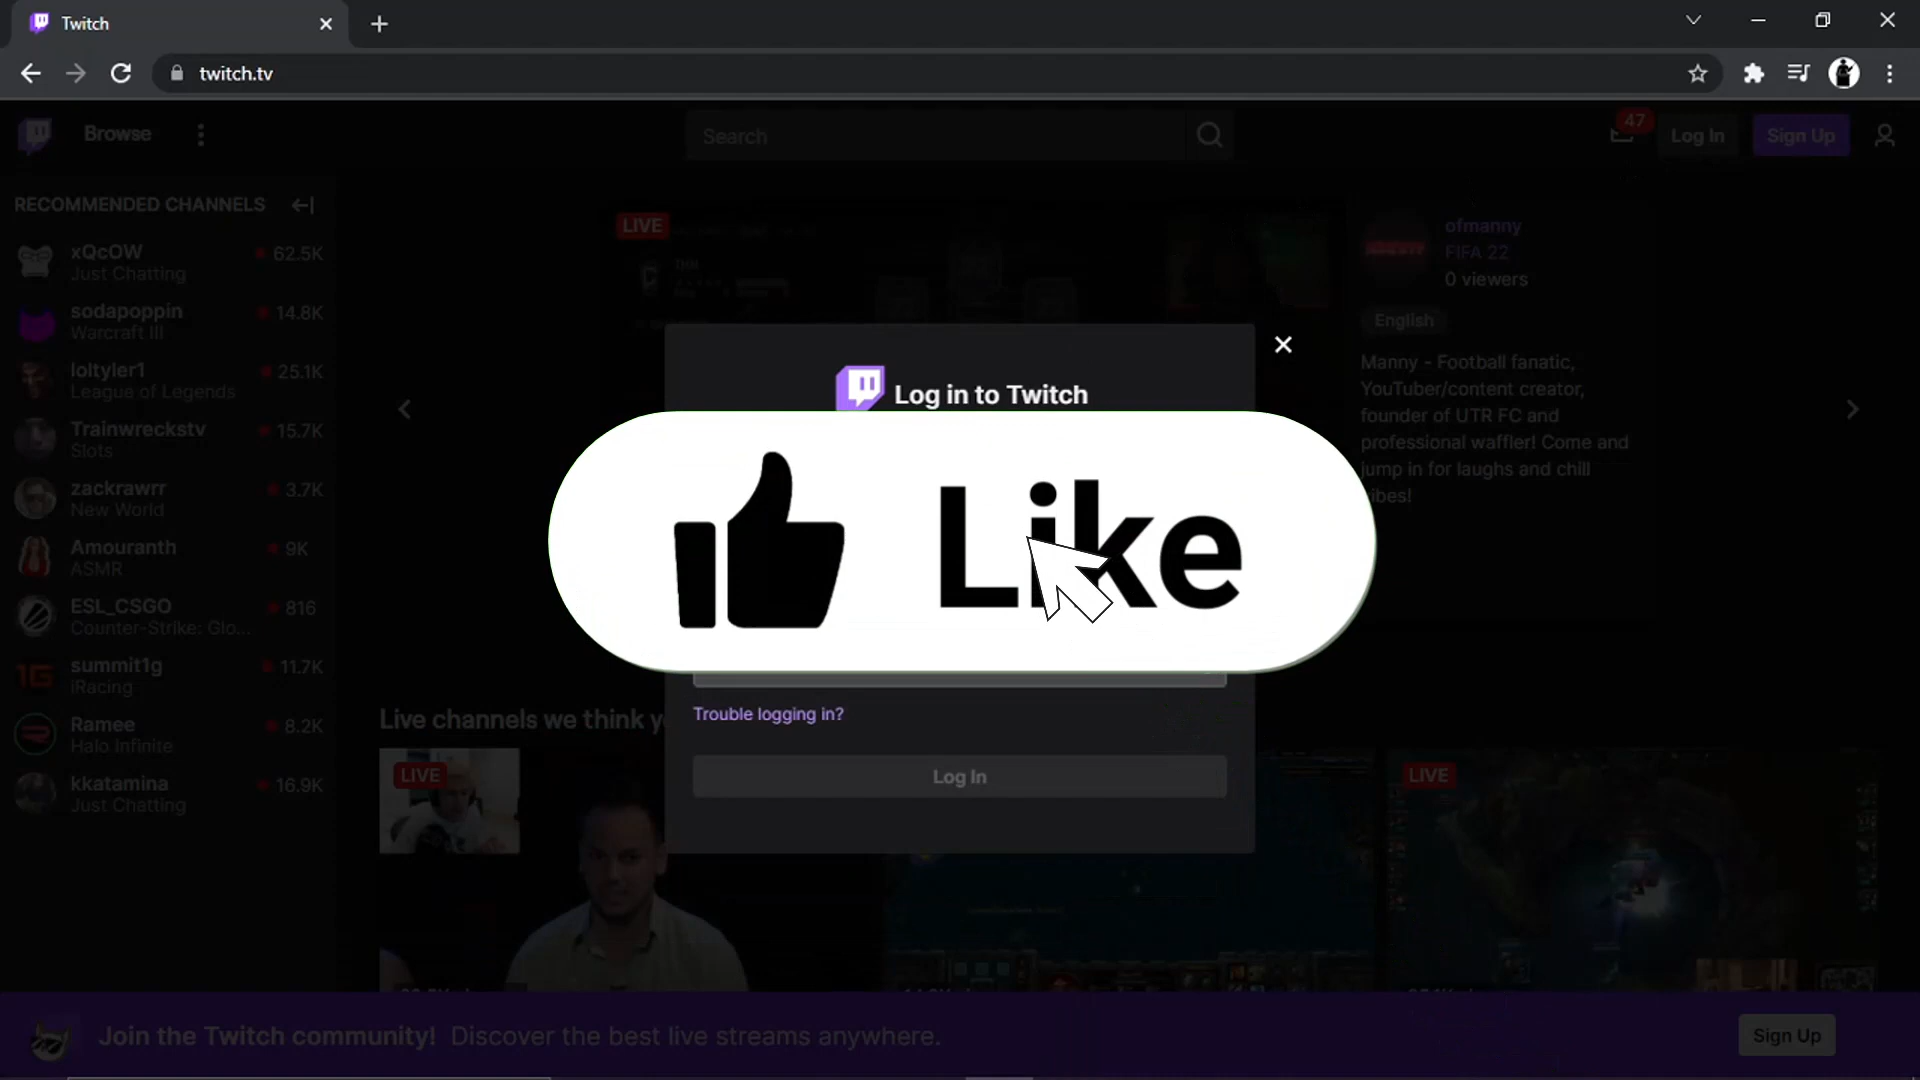 Twitch
twitch.tv
Browse
Search
47
Log In
Sign Up
RECOMMENDED CHANNELS
xQcOW
62.5K
Just Chatting
sodapoppin
14.8K
Warcraft III
loltyler1
25.1K
League of Legends
Trainwreckstv
15.7K
Slots
zackrawrr
3.7K
New World
Amouranth
9K
ASMR
ESL_CSGO
816
Counter-Strike: Glo...
summit1g
11.7K
iRacing
Ramee
8.2K
Halo Infinite
kkatamina
16.9K
Just Chatting
LIVE
ofmanny
FIFA 22
0 viewers
English
Manny - Football fanatic,
YouTuber/content creator,
founder of UTR FC and
professional waffler! Come and
jump in for laughs and chill
ibes!
Log in to Twitch
Like
Trouble logging in?
Log In
Live channels we think y
LIVE
LIVE
Join the Twitch community! Discover the best live streams anywhere.
Sign Up